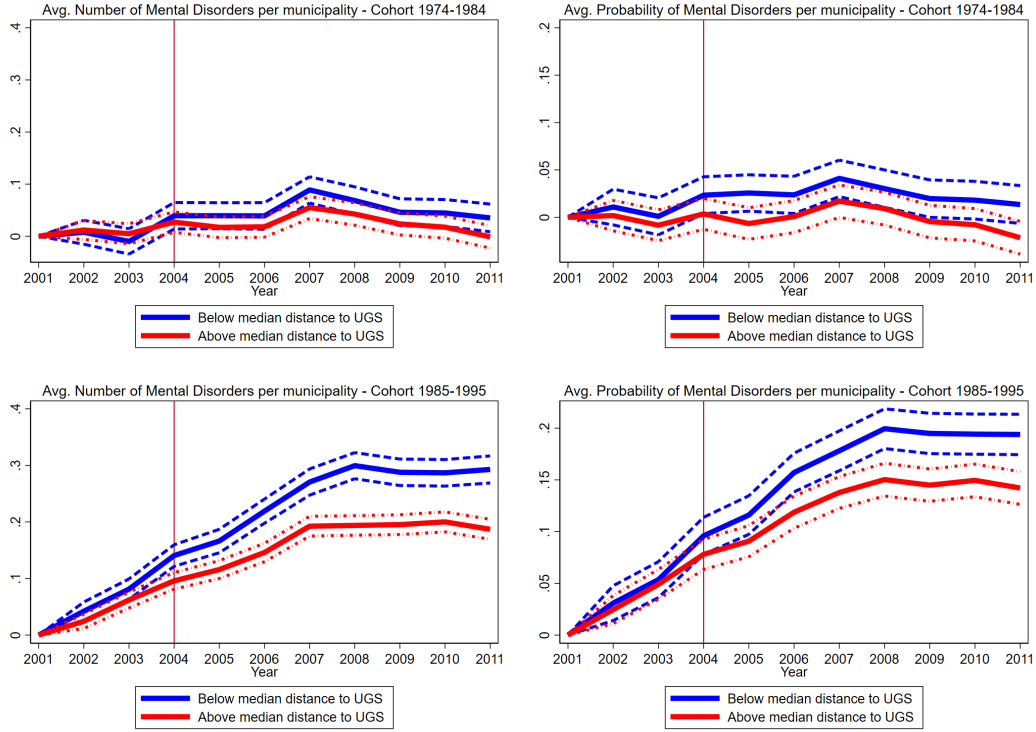 Avg. Number of Mental Disorders per municipality - Cohort 1974-1984
.4
.3
.2
.1
0
2001 2002 2003 2004 2005 2006 2007 2008 2009 2010 2011
Year
Below median distance to UGS
Above median distance to UGS
Avg. Probability of Mental Disorders per municipality - Cohort 1974-1984
.2
.15
.1
.05
0
2001 2002 2003 2004 2005 2006 2007 2008 2009 2010 2011
Year
Below median distance to UGS
Above median distance to UGS
Avg. Number of Mental Disorders per municipality - Cohort 1985-1995
.4
.3
.2
.1
0
2001 2002 2003 2004 2005 2006 2007 2008 2009 2010 2011
Year
Below median distance to UGS
Above median distance to UGS
Avg. Probability of Mental Disorders per municipality - Cohort 1985-1995
.2
.15
.1
.05
0
2001 2002 2003 2004 2005 2006 2007 2008 2009 2010 2011
Year
Below median distance to UGS
Above median distance to UGS